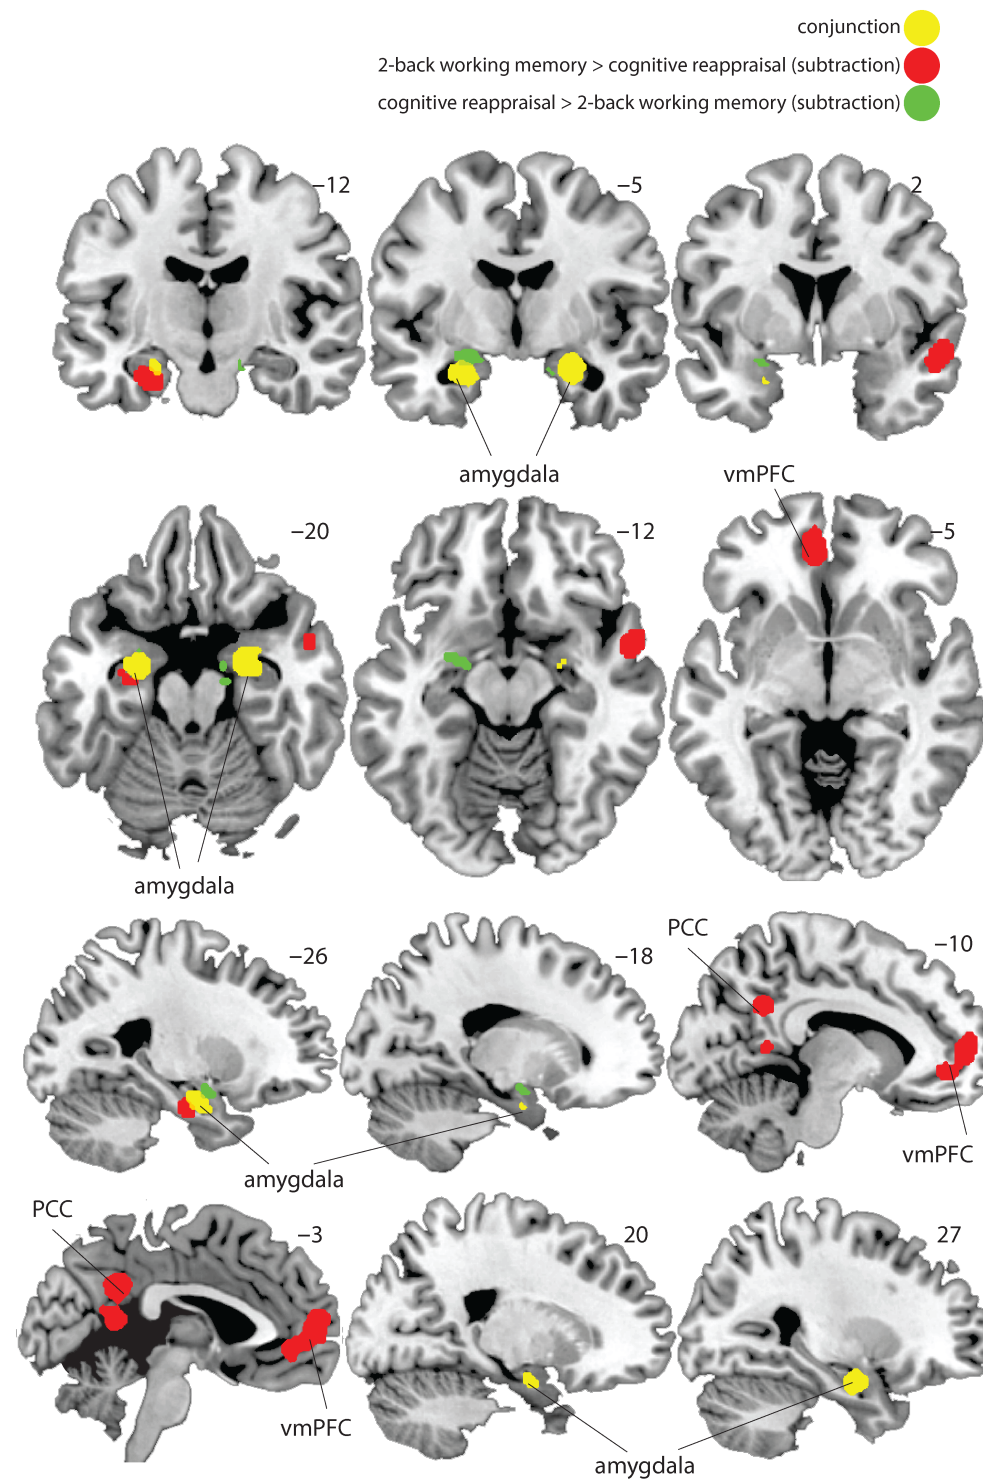 conjunction
2-back working memory > cognitive reappraisal (subtraction)
cognitive reappraisal > 2-back working memory (subtraction)
−12
−5
2
amygdala
vmPFC
−20
−12
−5
amygdala
PCC
−26
−18
−10
amygdala
vmPFC
PCC
−3
20
27
vmPFC
amygdala